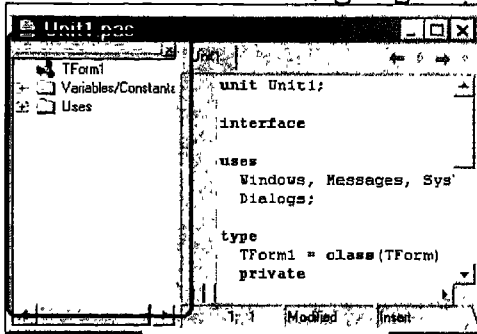 Unit1.pas
TForm1
Variables/Constants
Uses
Unit1
unit Unit1;
interface
uses
Windows, Messages, Sys
Dialogs;
type
TForm1 = class(TForm)
private
1: 1 Modified Insert